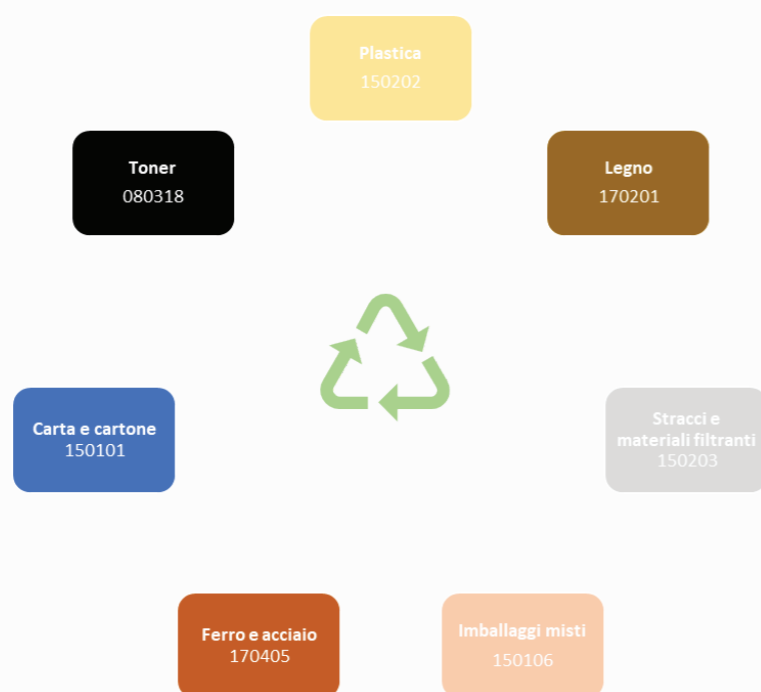 Plastica
150202
Toner
080318
Legno
170201
Carta e cartone
150101
Stracci e
materiali filtranti
150203
Ferro e acciaio
170405
Imballaggi misti
150106